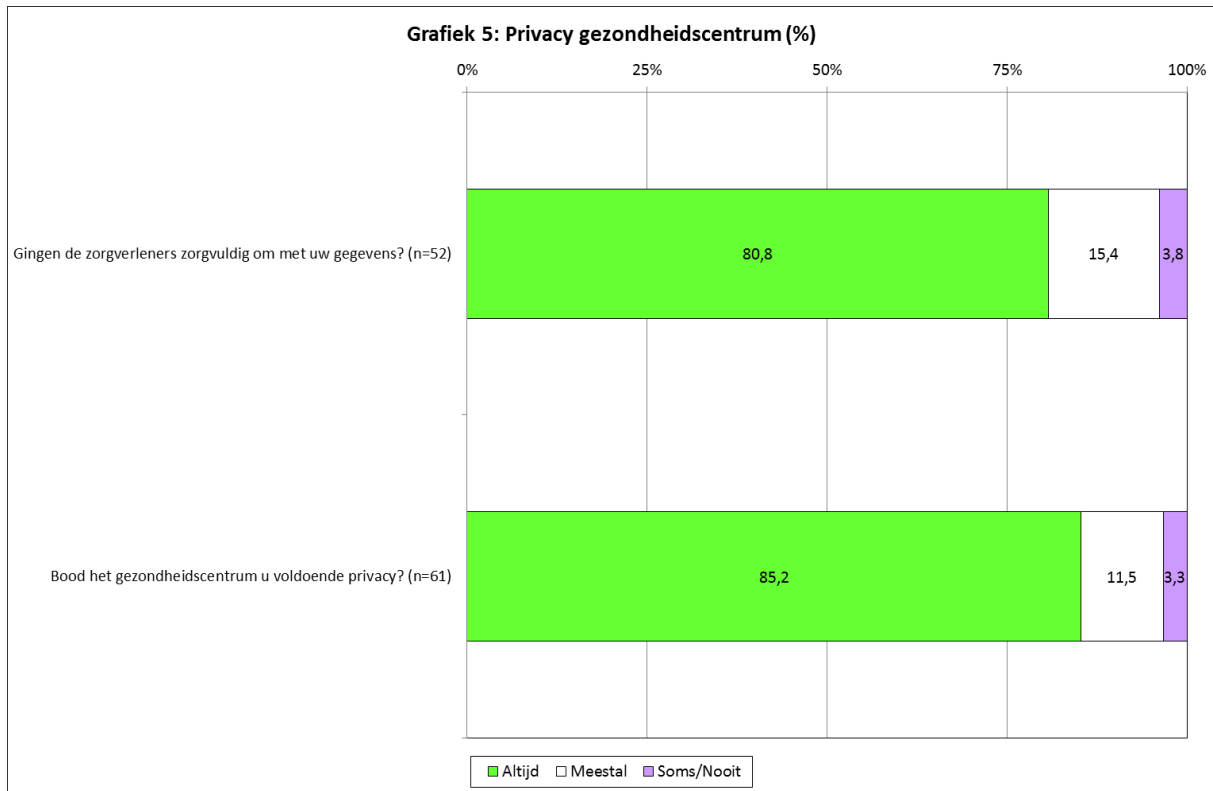 Grafiek 5: Privacy gezondheidscentrum (%)
0% 25% 50% 75% 100%
Gingen de zorgverleners zorgvuldig om met uw gegevens? (n=52) 80,8 15,4 3,8
Bood het gezondheidscentrum u voldoende privacy? (n=61) 85,2 11,5 3,3
Altijd Meestal Soms/Nooit